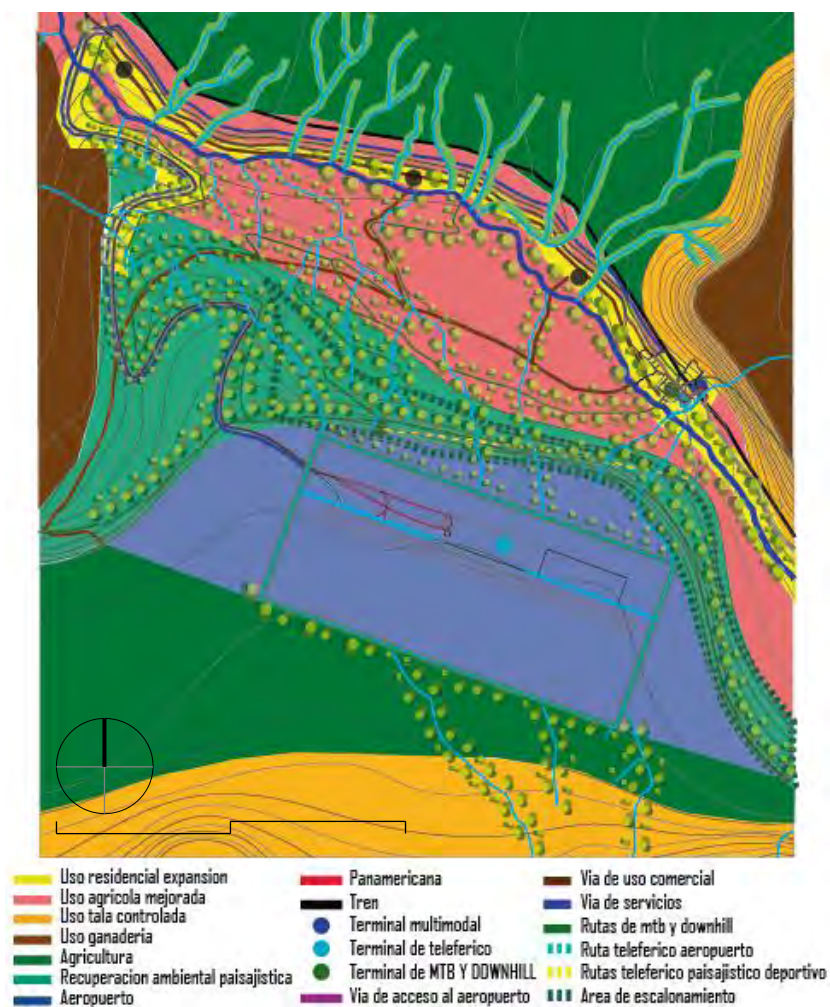 Uso residencial expansion
Uso agricola mejorada
Uso tala controlada
Uso ganaderia
Agricultura
Recuperacion ambiental paisajistica
Aeropuerto
Panamericana
Tren
Terminal multimodal
Terminal de teleferico
Terminal de MTB Y DOWNHILL
Via de acceso al aeropuerto
Via de uso comercial
Via de servicios
Rutas de mtb y downhill
Ruta teleferico aeropuerto
Rutas teleferico paisajistico deportivo
Area de escalonamiento